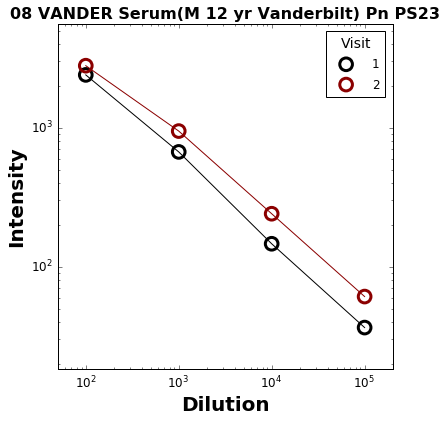 08 VANDER Serum(M 12 yr Vanderbilt) Pn PS23
Visit
1
2
10³
10²
Intensity
10² 10³ 10⁴ 10⁵
Dilution